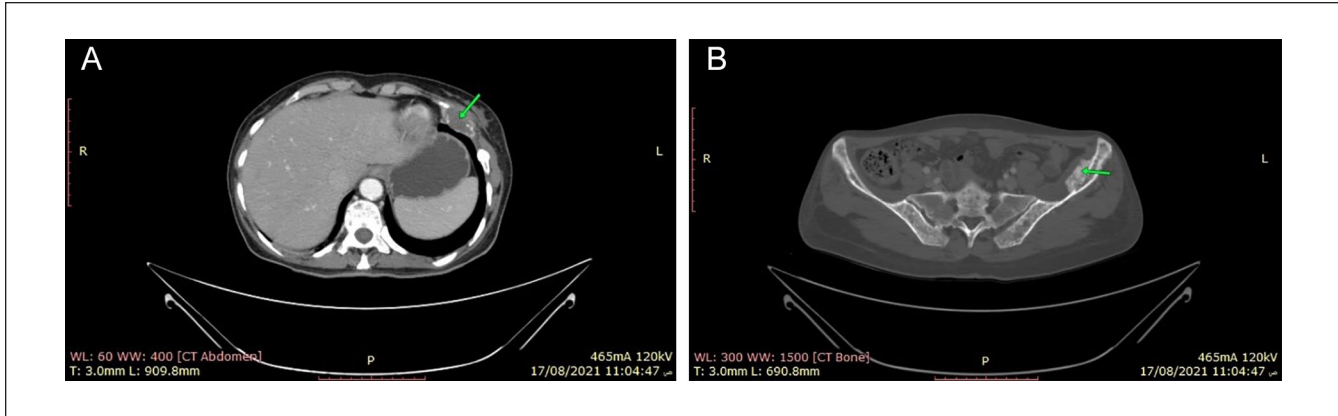 A
R
L
WL: 60 WW: 400 [CT Abdomen]
T: 3.0mm L: 909.8mm
P
465mA 120kV
17/08/2021 11:04:47 ص
B
R
L
WL: 300 WW: 1500 [CT Bone]
T: 3.0mm L: 690.8mm
P
465mA 120kV
17/08/2021 11:04:47 ص